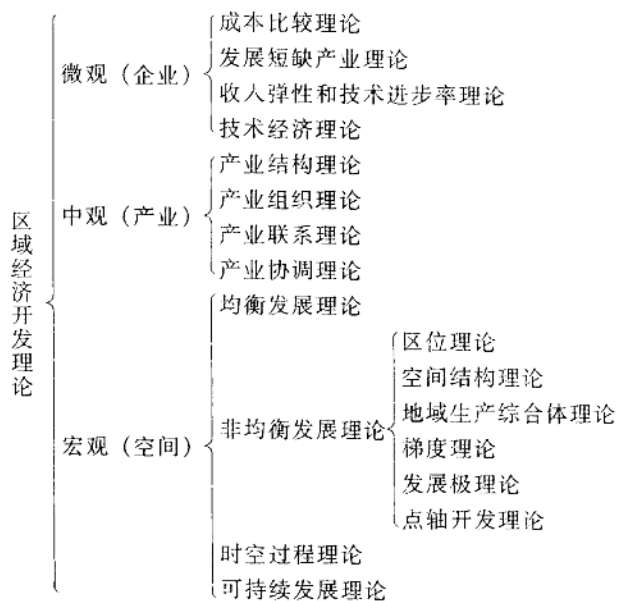 区域经济开发理论
微观（企业）
成本比较理论
发展短缺产业理论
收入弹性和技术进步率理论
技术经济理论
中观（产业）
产业结构理论
产业组织理论
产业联系理论
产业协调理论
宏观（空间）
均衡发展理论
非均衡发展理论
区位理论
空间结构理论
地域生产综合体理论
梯度理论
发展极理论
点轴开发理论
时空过程理论
可持续发展理论